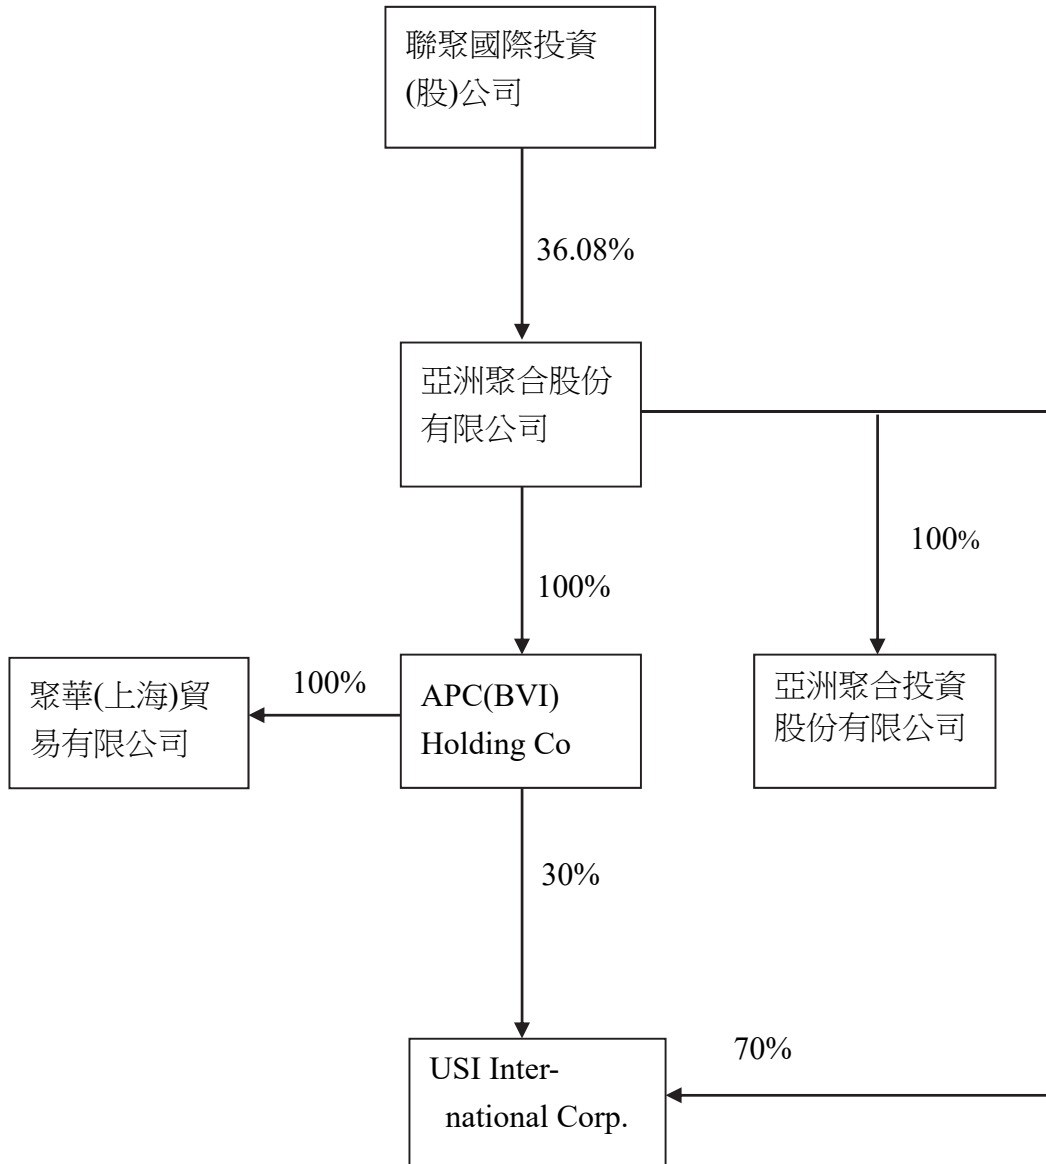 聯聚國際投資
(股)公司
36.08%
亞洲聚合股份
有限公司
100%
100%
聚華(上海)貿
易有限公司
100%
APC(BVI)
Holding Co
亞洲聚合投資
股份有限公司
30%
70%
USI Inter-
national Corp.